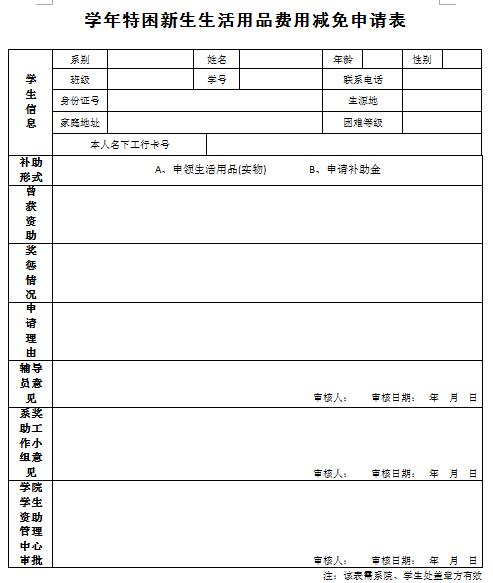 学年特困新生生活用品费用减免申请表
学生信息
系别 姓名 年龄 性别
班级 学号 联系电话
身份证号 生源地
家庭地址 困难等级
本人名下工行卡号
补助形式
A、申领生活用品(实物) B、申请补助金
曾获资助
奖惩情况
申请理由
辅导员意见
审核人： 审核日期： 年 月 日
系奖助工作小组意见
审核人： 审核日期： 年 月 日
学院学生资助管理中心审批
审核人： 审核日期： 年 月 日
注：该表需系院、学生处盖章方有效